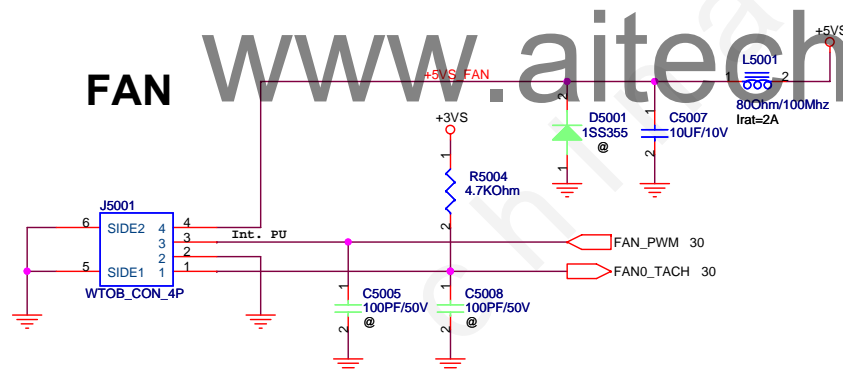 www.aitech
+5VS
FAN
+5VS_FAN
L5001
1
2
80Ohm/100Mhz
Irat=2A
2
D5001
1SS355
@
1
1
C5007
10UF/10V
2
+3VS
1
R5004
4.7KOhm
2
J5001
6
SIDE2
4
4
3
3
Int. PU
2
2
5
SIDE1
1
1
WTOB_CON_4P
FAN_PWM 30
FAN0_TACH 30
1
C5005
100PF/50V
2
@
1
C5008
100PF/50V
2
@
c h i n a